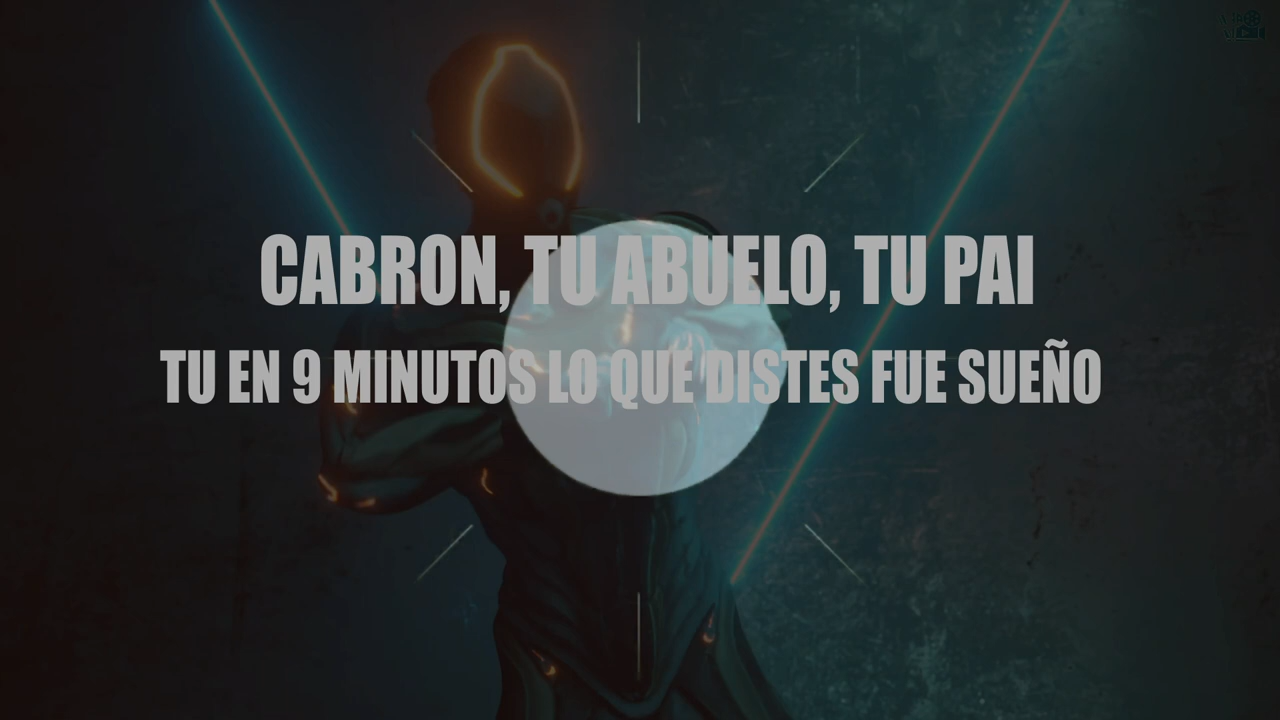 CABRON, TU ABUELO, TU PAI
TU EN 9 MINUTOS LO QUE DISTES FUE SUEÑO